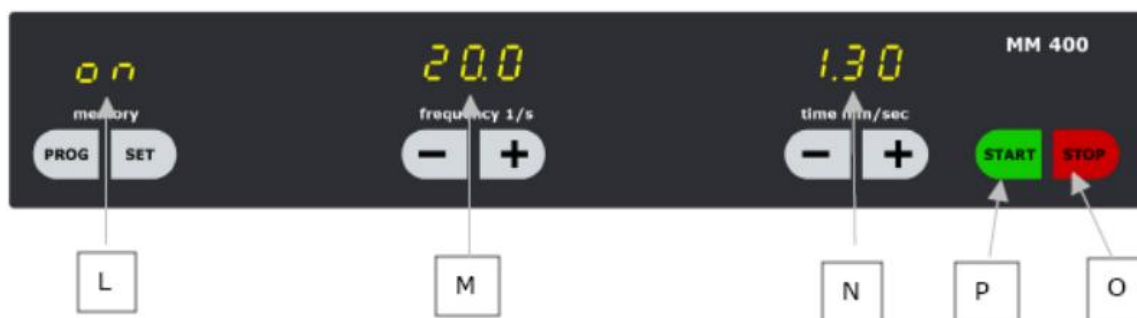 on 20.0 1.30 MM 400
memory frequency 1/s time min/sec
PROG SET − + − + START STOP
L M N P O